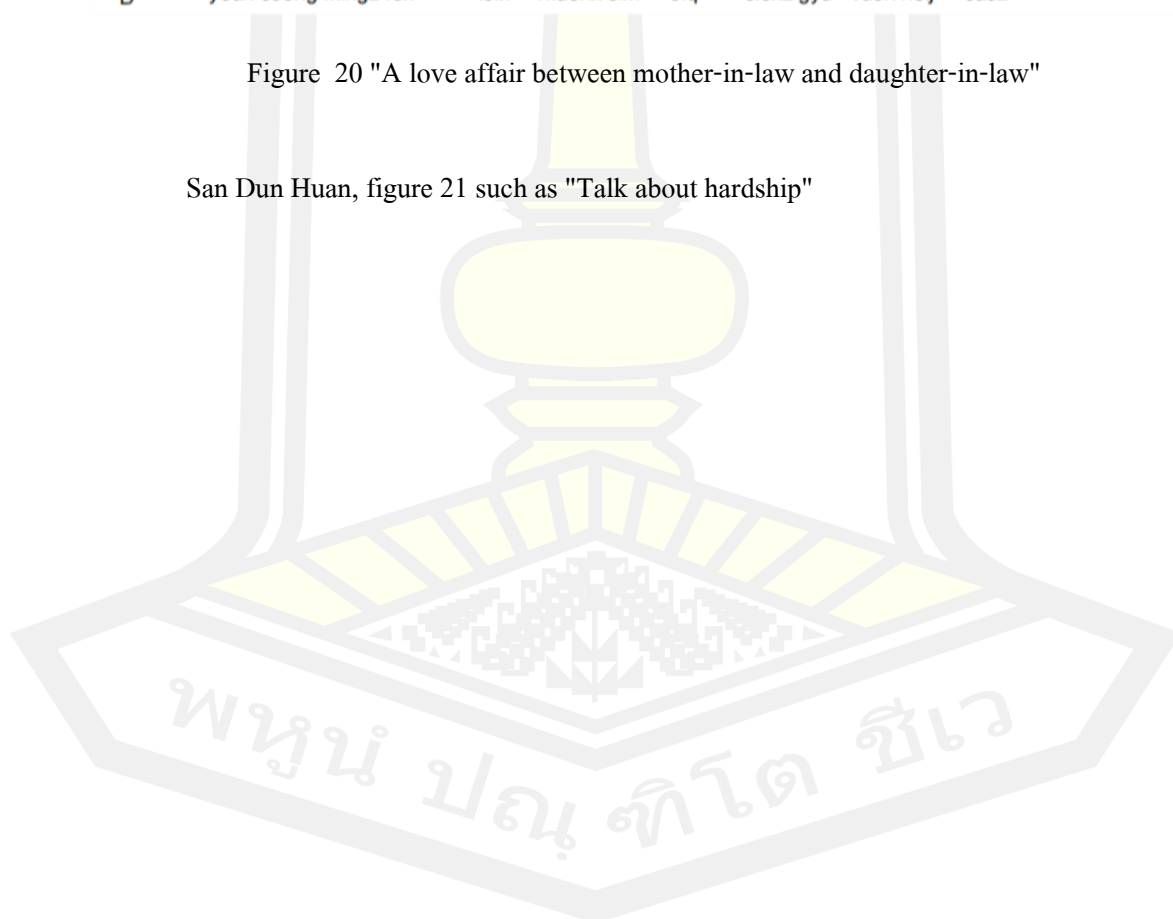 Figure 20 "A love affair between mother-in-law and daughter-in-law"
San Dun Huan, figure 21 such as "Talk about hardship"
พหูนํ ปณฺฑิโต ชีเว